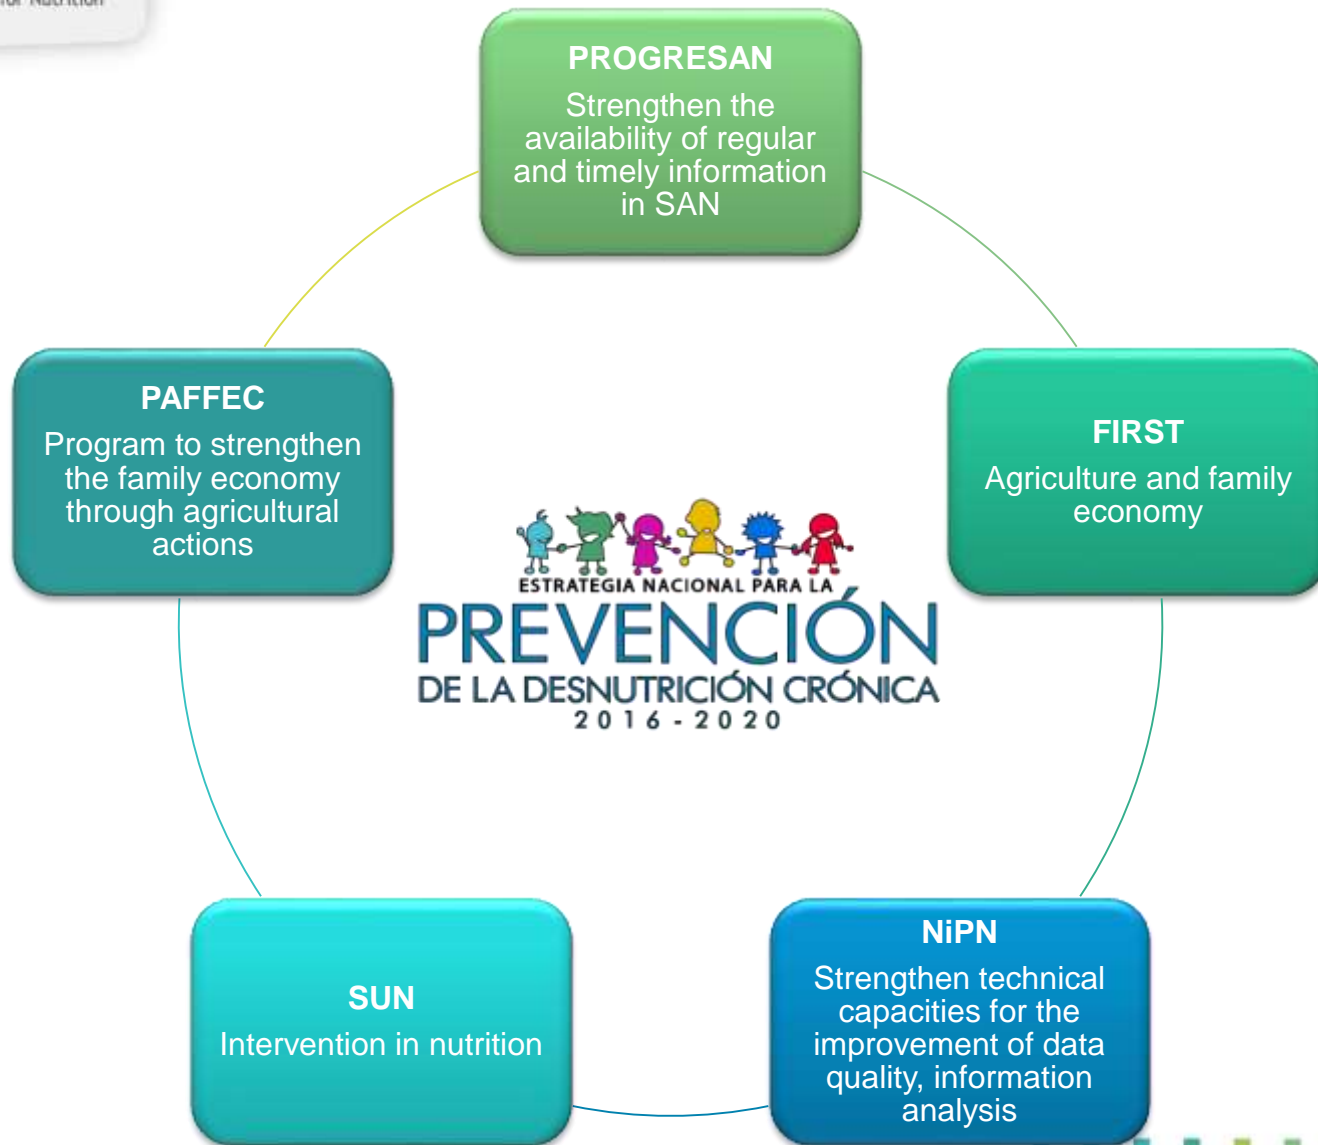 for Nutrition
PROGRESAN
Strengthen the
availability of regular
and timely information
in SAN
PAFFEC
Program to strengthen
the family economy
through agricultural
actions
FIRST
Agriculture and family
economy
ESTRATEGIA NACIONAL PARA LA
PREVENCIÓN
DE LA DESNUTRICIÓN CRÓNICA
2016 - 2020
SUN
Intervention in nutrition
NiPN
Strengthen technical
capacities for the
improvement of data
quality, information
analysis